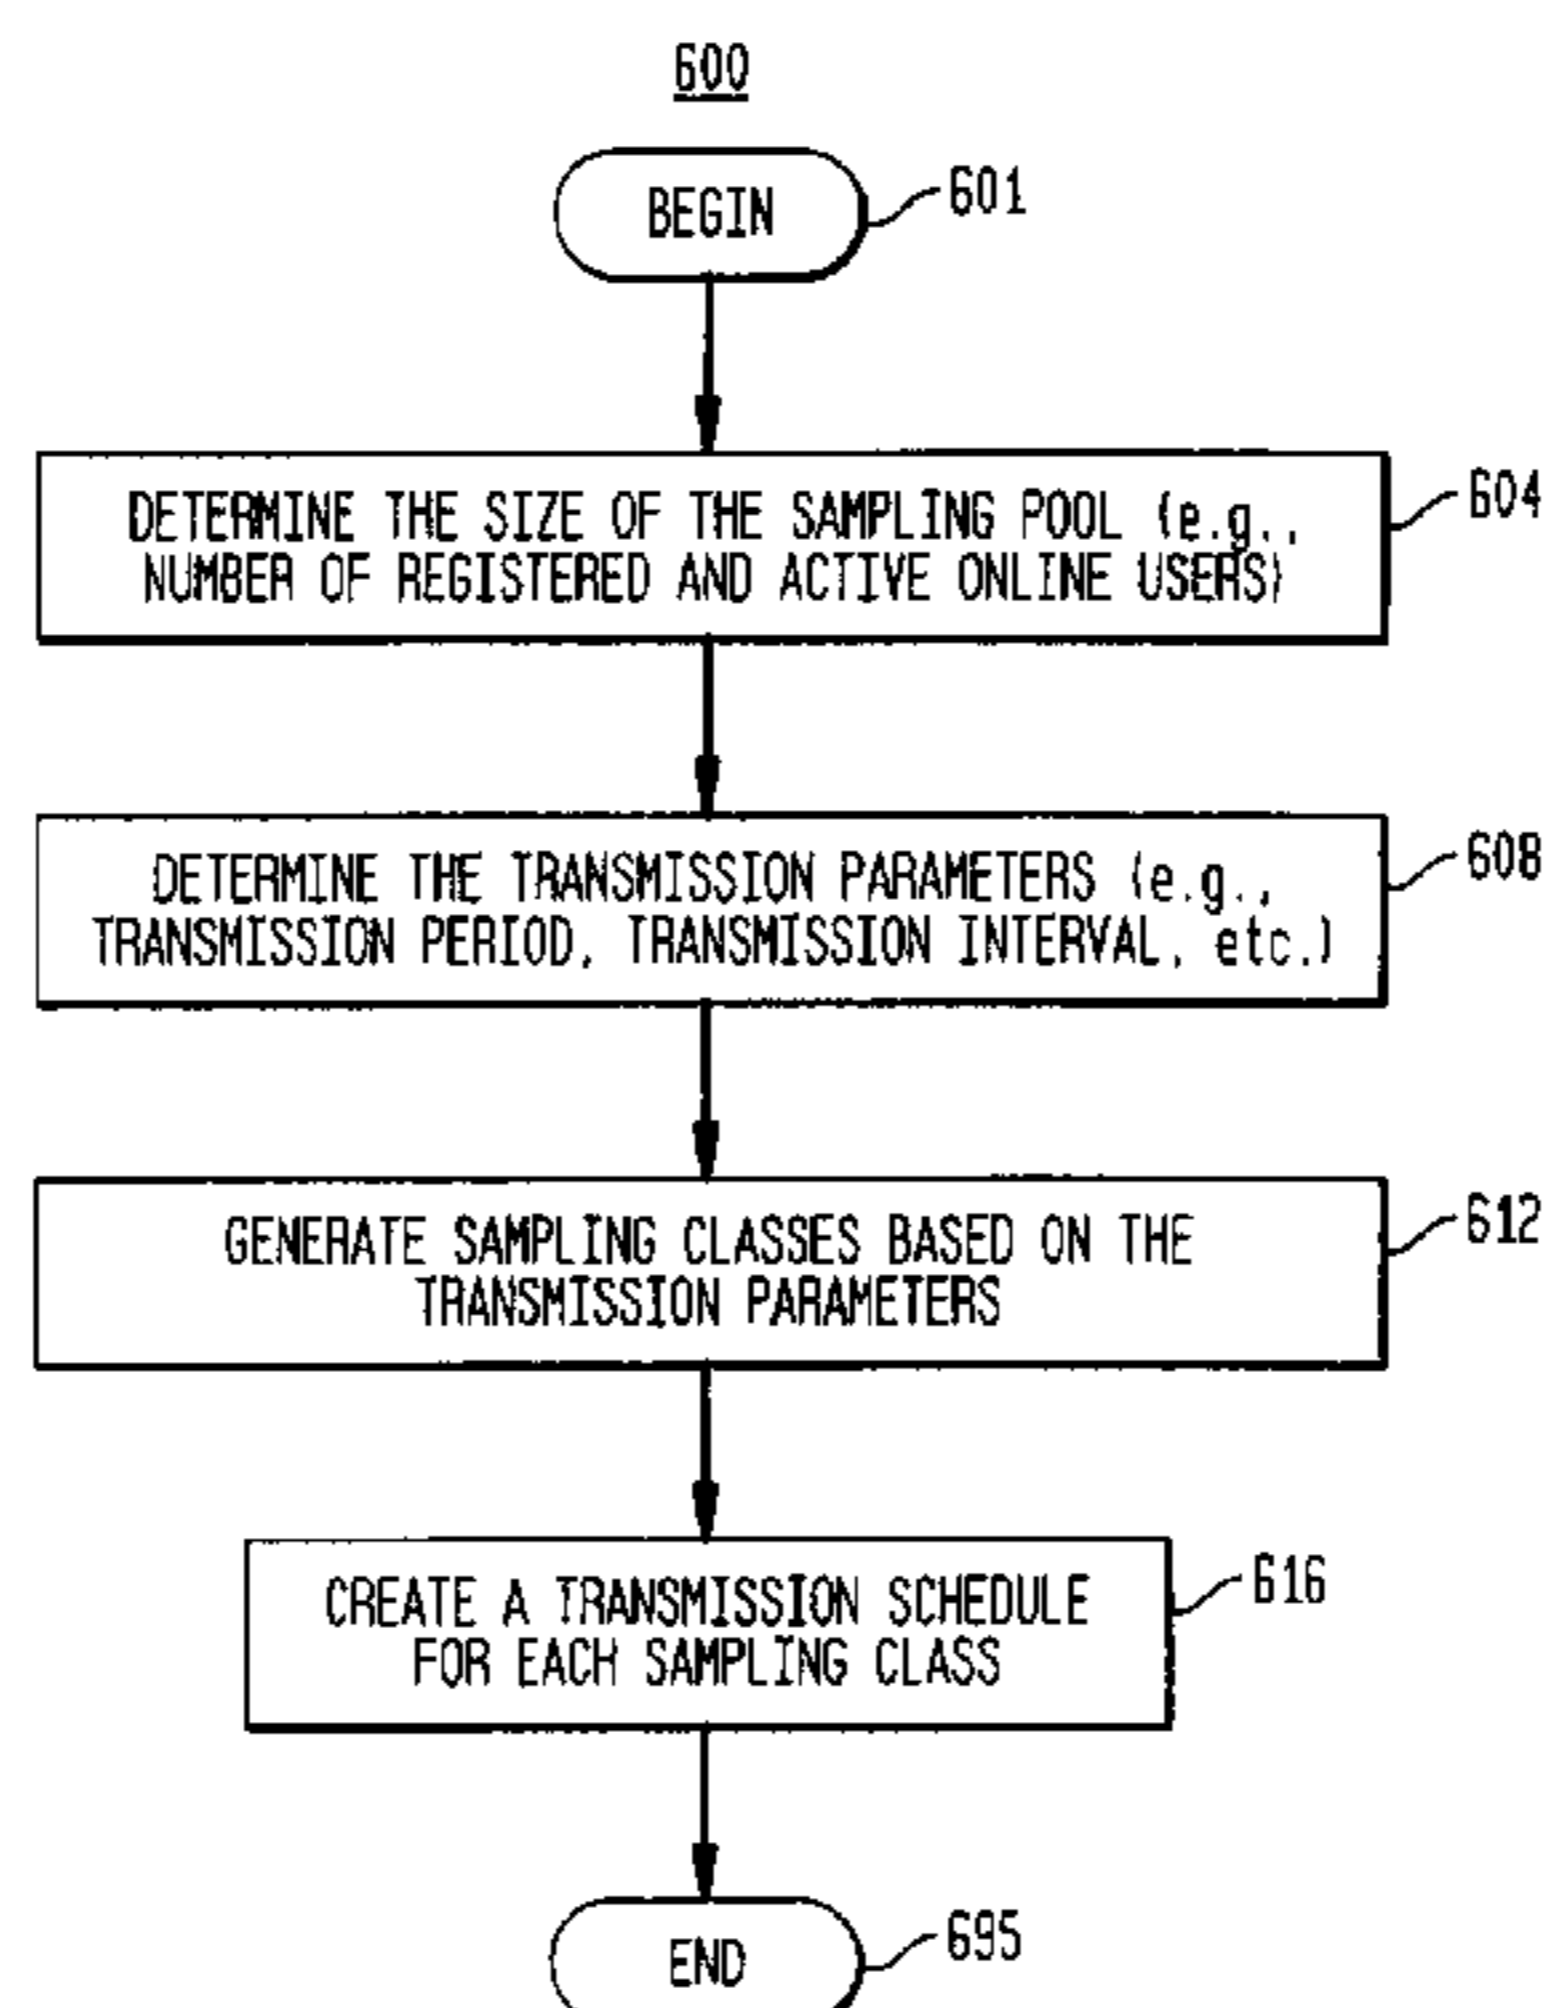 600
BEGIN
601
DETERMINE THE SIZE OF THE SAMPLING POOL (e.g.,
NUMBER OF REGISTERED AND ACTIVE ONLINE USERS)
604
DETERMINE THE TRANSMISSION PARAMETERS (e.g.,
TRANSMISSION PERIOD, TRANSMISSION INTERVAL, etc.)
608
GENERATE SAMPLING CLASSES BASED ON THE
TRANSMISSION PARAMETERS
612
CREATE A TRANSMISSION SCHEDULE
FOR EACH SAMPLING CLASS
616
END
695